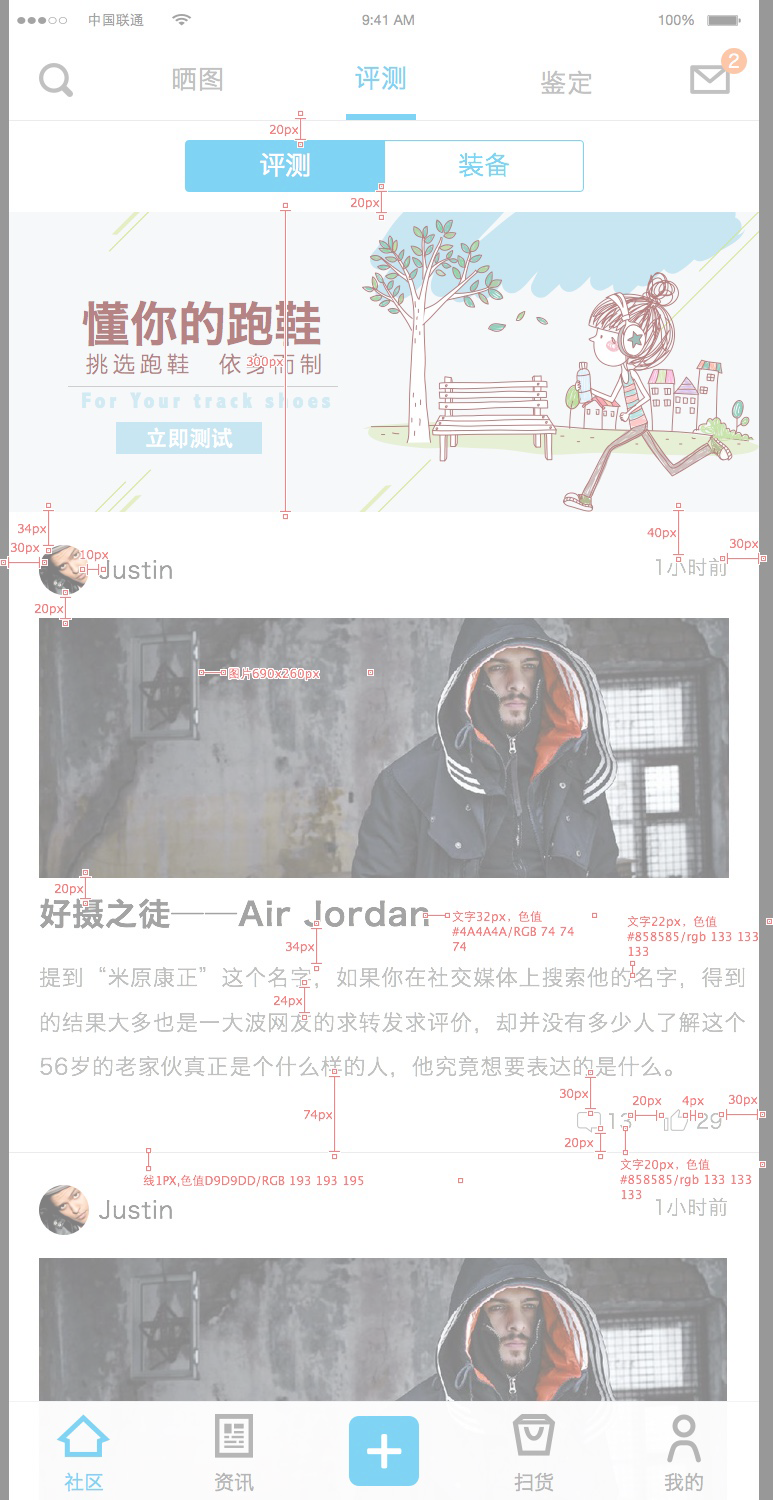 中国联通 9:41 AM 100%
晒图 评测 鉴定 2
20px
评测 装备
20px
懂你的跑鞋
挑选跑鞋 依身而制
300px
For Your track shoes
立即测试
34px 40px
30px 10px 30px
Justin 1小时前
20px
图片690x260px
20px
好摄之徒——Air Jordan
文字32px，色值
#4A4A4A/RGB 74 74
74
文字22px，色值
#858585/rgb 133 133
133
34px
提到“米原康正”这个名字，如果你在社交媒体上搜索他的名字，得到
24px
的结果大多也是一大波网友的求转发求评价，却并没有多少人了解这个
56岁的老家伙真正是个什么样的人，他究竟想要表达的是什么。
74px 30px 20px 4px 30px
13 29
20px
线1PX,色值D9D9DD/RGB 193 193 195
文字20px，色值
#858585/rgb 133 133
133
Justin 1小时前
社区 资讯 扫货 我的